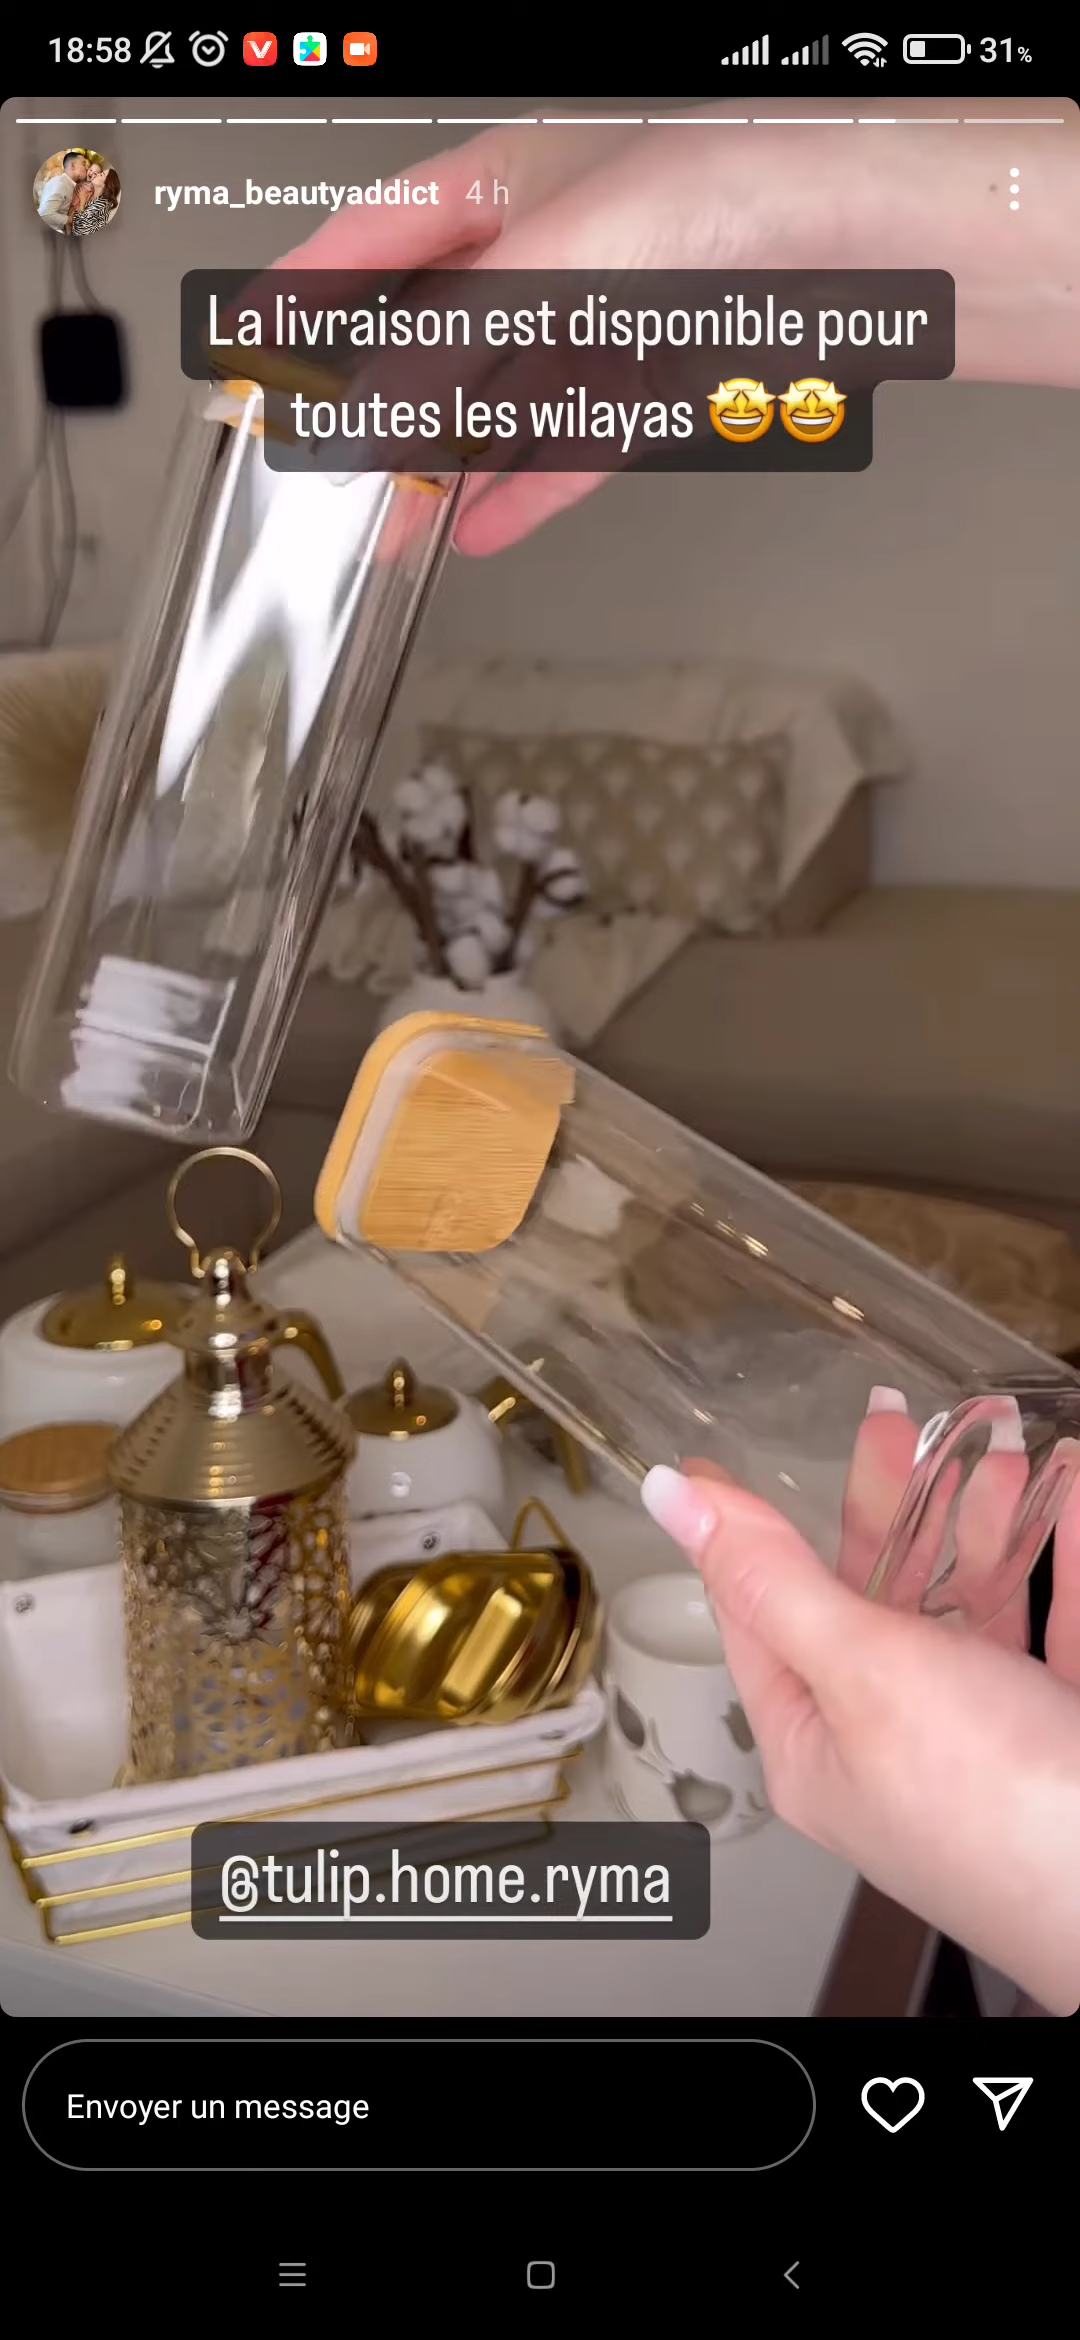 18:58
31%
ryma_beautyaddict 4 h
La livraison est disponible pour
toutes les wilayas 🤩🤩
@tulip.home.ryma
Envoyer un message